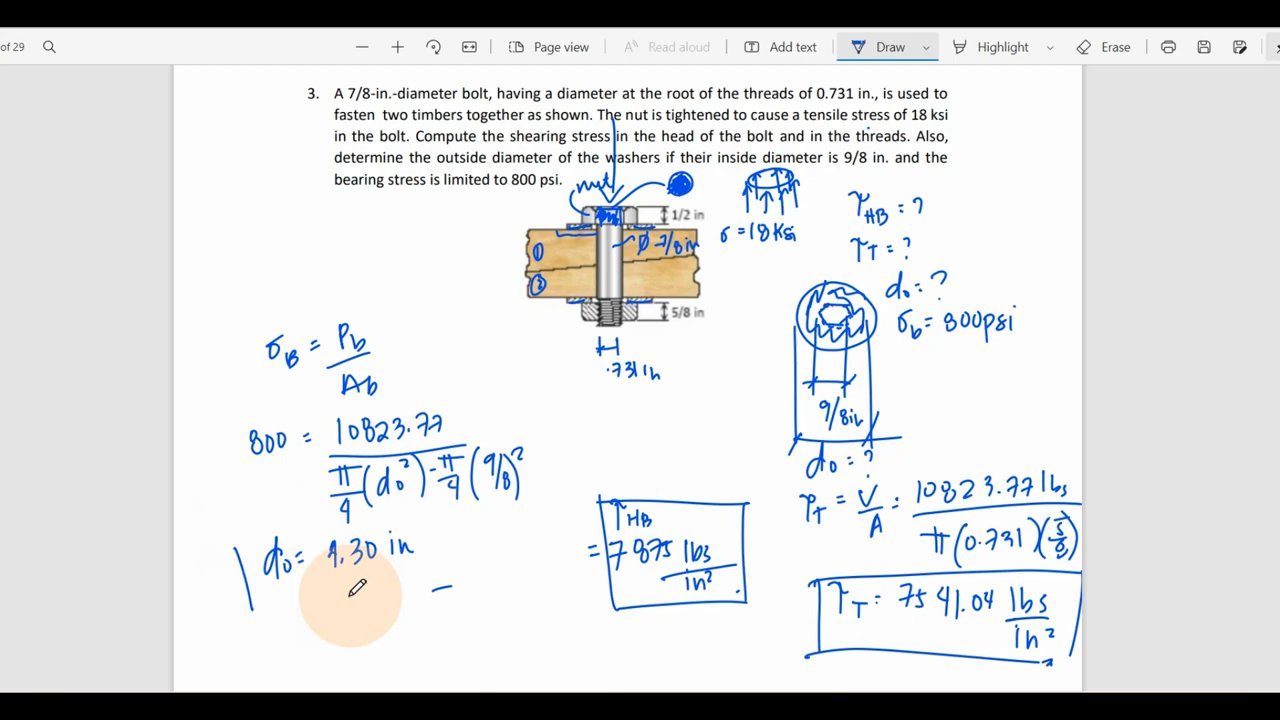 of 29
Page view
Read aloud
Add text
Draw
Highlight
Erase
3. A 7/8-in.-diameter bolt, having a diameter at the root of the threads of 0.731 in., is used to
fasten two timbers together as shown. The nut is tightened to cause a tensile stress of 18 ksi
in the bolt. Compute the shearing stress in the head of the bolt and in the threads. Also,
determine the outside diameter of the washers if their inside diameter is 9/8 in. and the
bearing stress is limited to 800 psi.
nut
1/2 in
① Ø 7/8 in
②
5/8 in
.731 in
σ = 18 ksi
τHB = ?
τT = ?
do = ?
σb = 800 psi
9/8 in
do = ?
σB = Pb / Ab
800 = 10823.77 / π/4 (do²) - π/4 (9/8)²
do = 4.30 in
τHB
= 7875 lbs/in²
τT = V/A = 10823.77 lbs / π(0.731)(5/8)
τT = 7541.04 lbs/in²